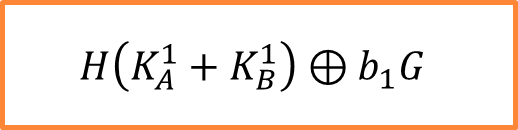 H(K_A^1 + K_B^1) ⊕ b_1G